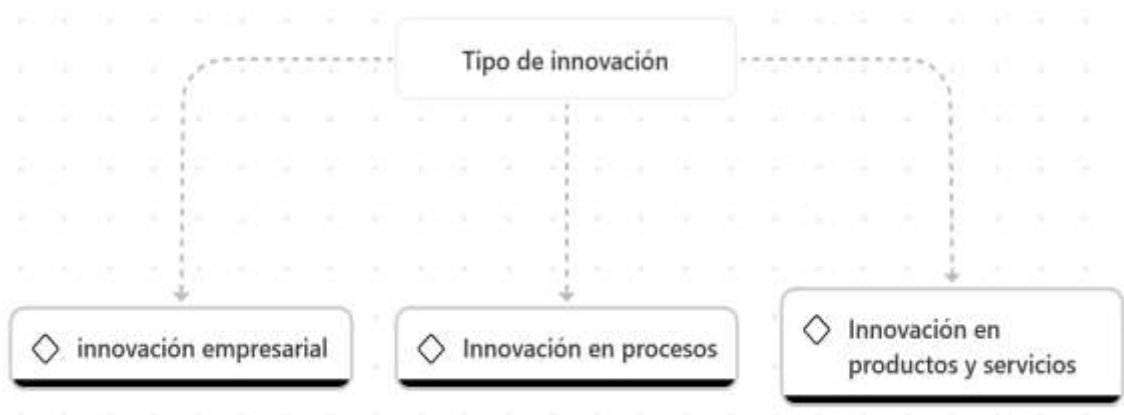 Tipo de innovación
innovación empresarial
Innovación en procesos
Innovación en
productos y servicios